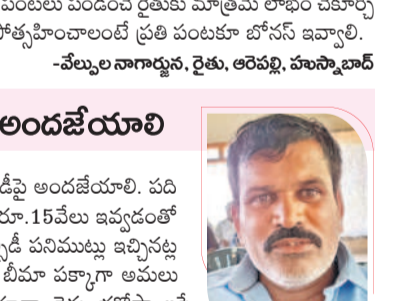 పంటలు పండించే రైతుకు మాత్రమే లాభం చేకూర్చే
ప్రోత్సహించాలంటే ప్రతి పంటకూ బోనస్ ఇవ్వాలి.
-వేల్పుల నాగార్జున, రైతు, ఆరెపల్లి, హుస్నాబాద్
అందజేయాలి
డీపై అందజేయాలి. పది
రూ.15వేలు ఇవ్వడంతో
పనిముట్లు ఇచ్చినట్ల
బీమా పక్కాగా అమలు